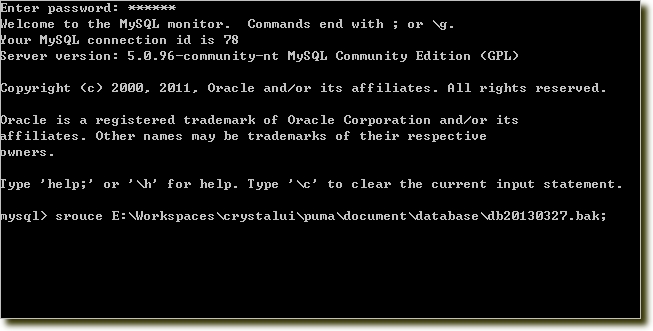 Enter password: ******
Welcome to the MySQL monitor.  Commands end with ; or \g.
Your MySQL connection id is 78
Server version: 5.0.96-community-nt MySQL Community Edition (GPL)
Copyright (c) 2000, 2011, Oracle and/or its affiliates. All rights reserved.
Oracle is a registered trademark of Oracle Corporation and/or its
affiliates. Other names may be trademarks of their respective
owners.
Type 'help;' or '\h' for help. Type '\c' to clear the current input statement.
mysql> srouce E:\Workspaces\crystalui\puma\document\database\db20130327.bak;